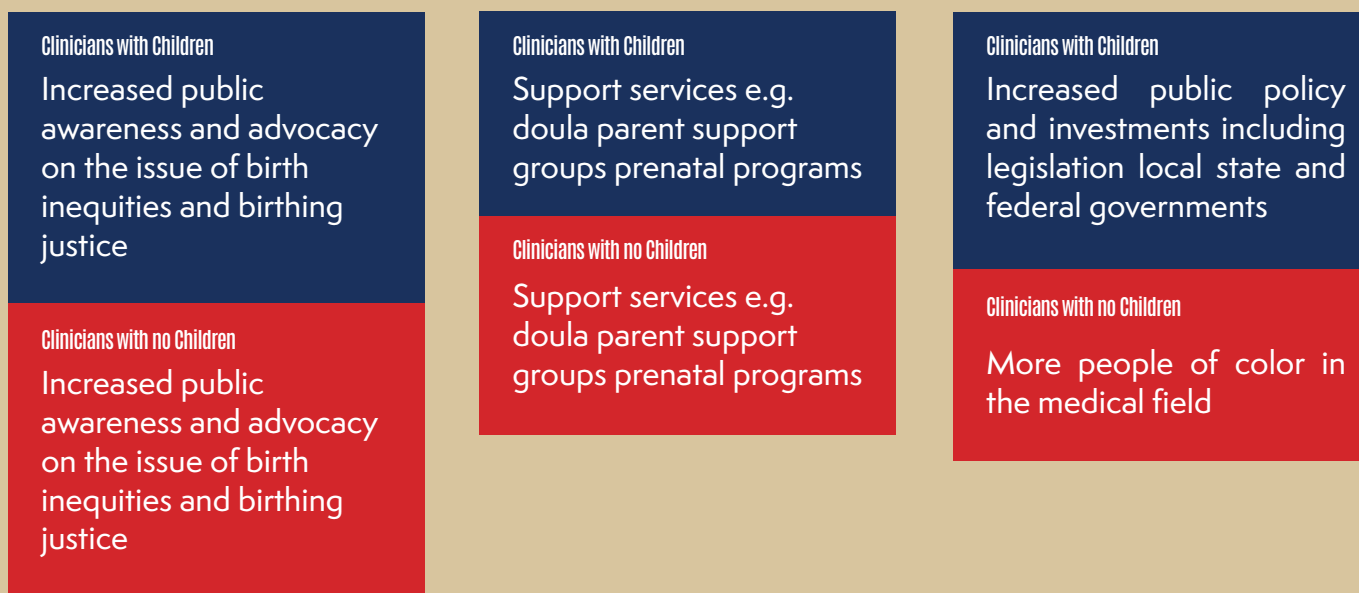 Clinicians with Children
Increased public
awareness and advocacy
on the issue of birth
inequities and birthing
justice
Clinicians with no Children
Increased public
awareness and advocacy
on the issue of birth
inequities and birthing
justice
Clinicians with Children
Support services e.g.
doula parent support
groups prenatal programs
Clinicians with no Children
Support services e.g.
doula parent support
groups prenatal programs
Clinicians with Children
Increased public policy
and investments including
legislation local state and
federal governments
Clinicians with no Children
More people of color in
the medical field